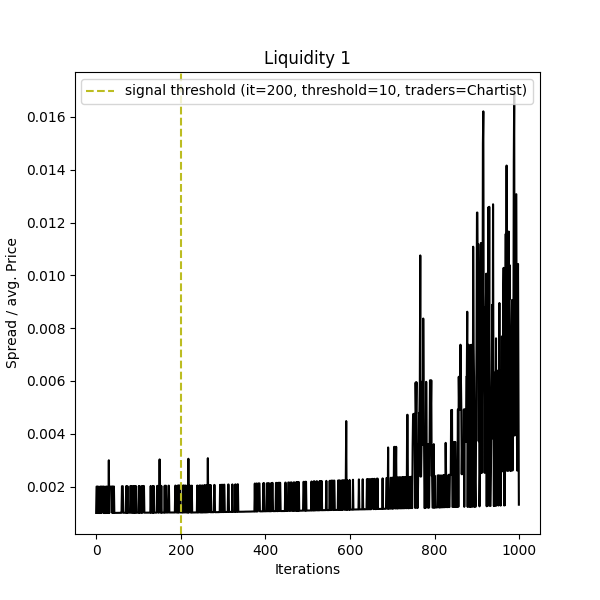 Liquidity 1
signal threshold (it=200, threshold=10, traders=Chartist)
0.016
0.014
0.012
0.010
0.008
0.006
0.004
0.002
Spread / avg. Price
0 200 400 600 800 1000
Iterations